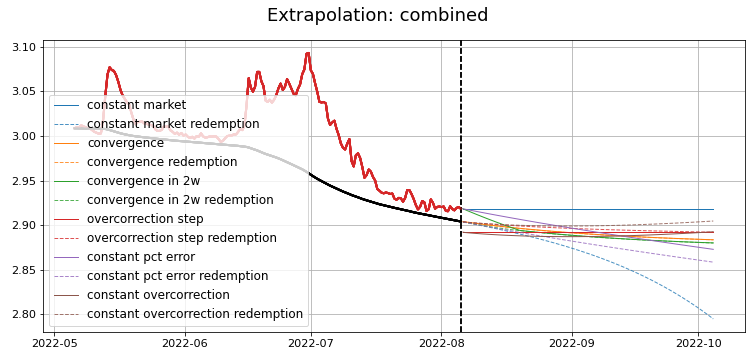 Extrapolation: combined
3.10
3.05
3.00
2.95
2.90
2.85
2.80
constant market
constant market redemption
convergence
convergence redemption
convergence in 2w
convergence in 2w redemption
overcorrection step
overcorrection step redemption
constant pct error
constant pct error redemption
constant overcorrection
constant overcorrection redemption
2022-05 2022-06 2022-07 2022-08 2022-09 2022-10